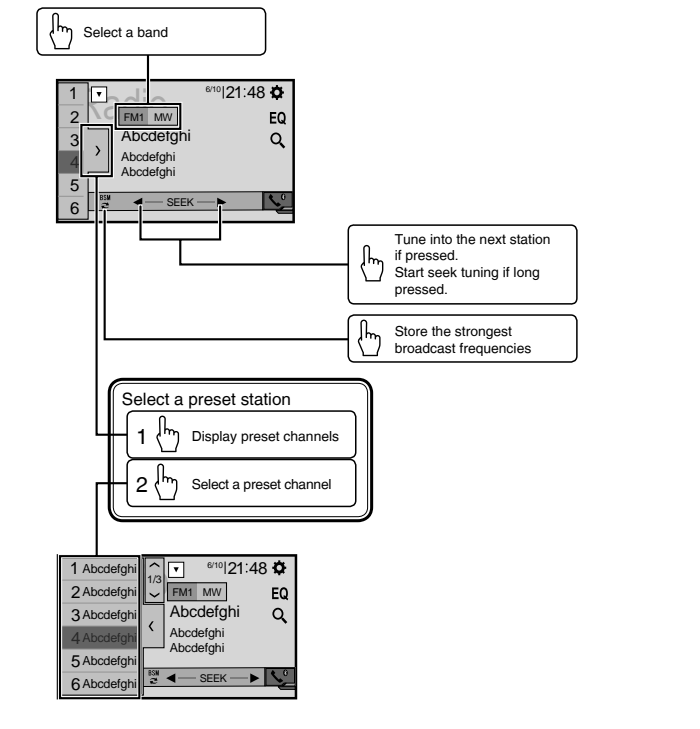 Select a band
Radio
1
2
3
4
5
6
6/10 21:48
FM1 MW
EQ
Abcdefghi
Abcdefghi
Abcdefghi
BSM
SEEK
Tune into the next station
if pressed.
Start seek tuning if long
pressed.
Store the strongest
broadcast frequencies
Select a preset station
1 Display preset channels
2 Select a preset channel
1 Abcdefghi
2 Abcdefghi
3 Abcdefghi
4 Abcdefghi
5 Abcdefghi
6 Abcdefghi
1/3
6/10 21:48
FM1 MW
EQ
Abcdefghi
Abcdefghi
Abcdefghi
BSM
SEEK